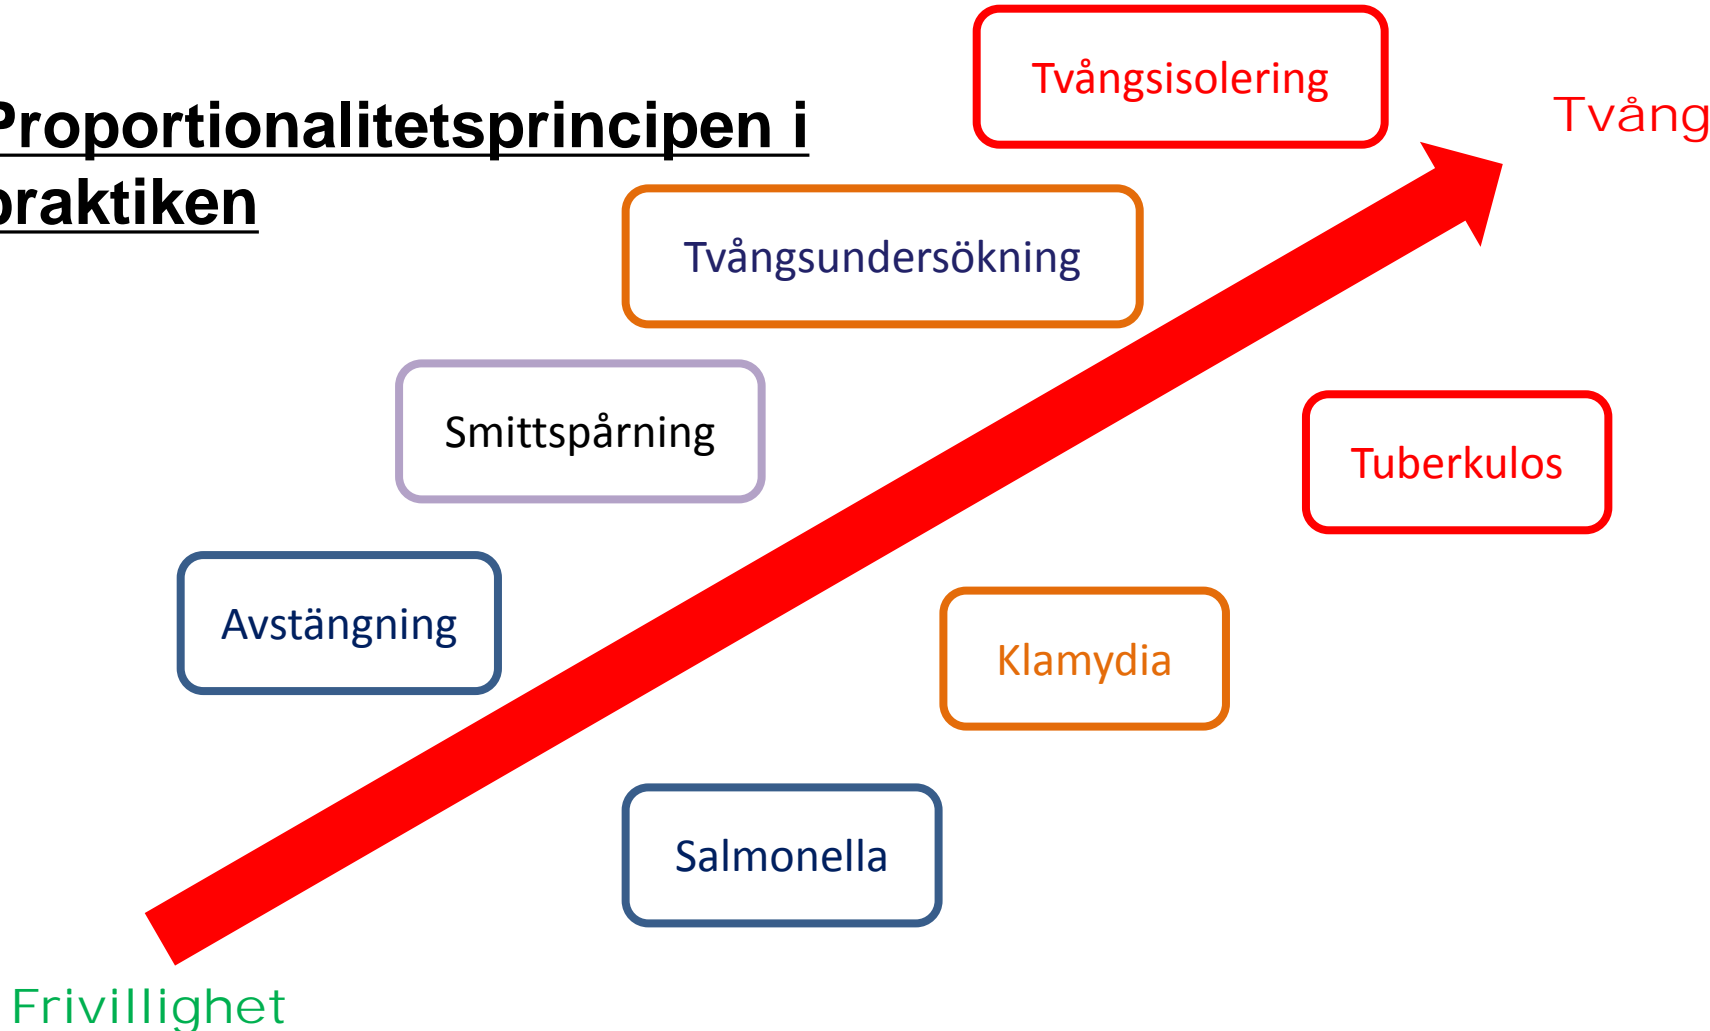 Tvångsisolering
Tvång
Proportionalitetsprincipen i
praktiken
Tvångsundersökning
Smittspårning
Tuberkulos
Avstängning
Klamydia
Salmonella
Frivillighet